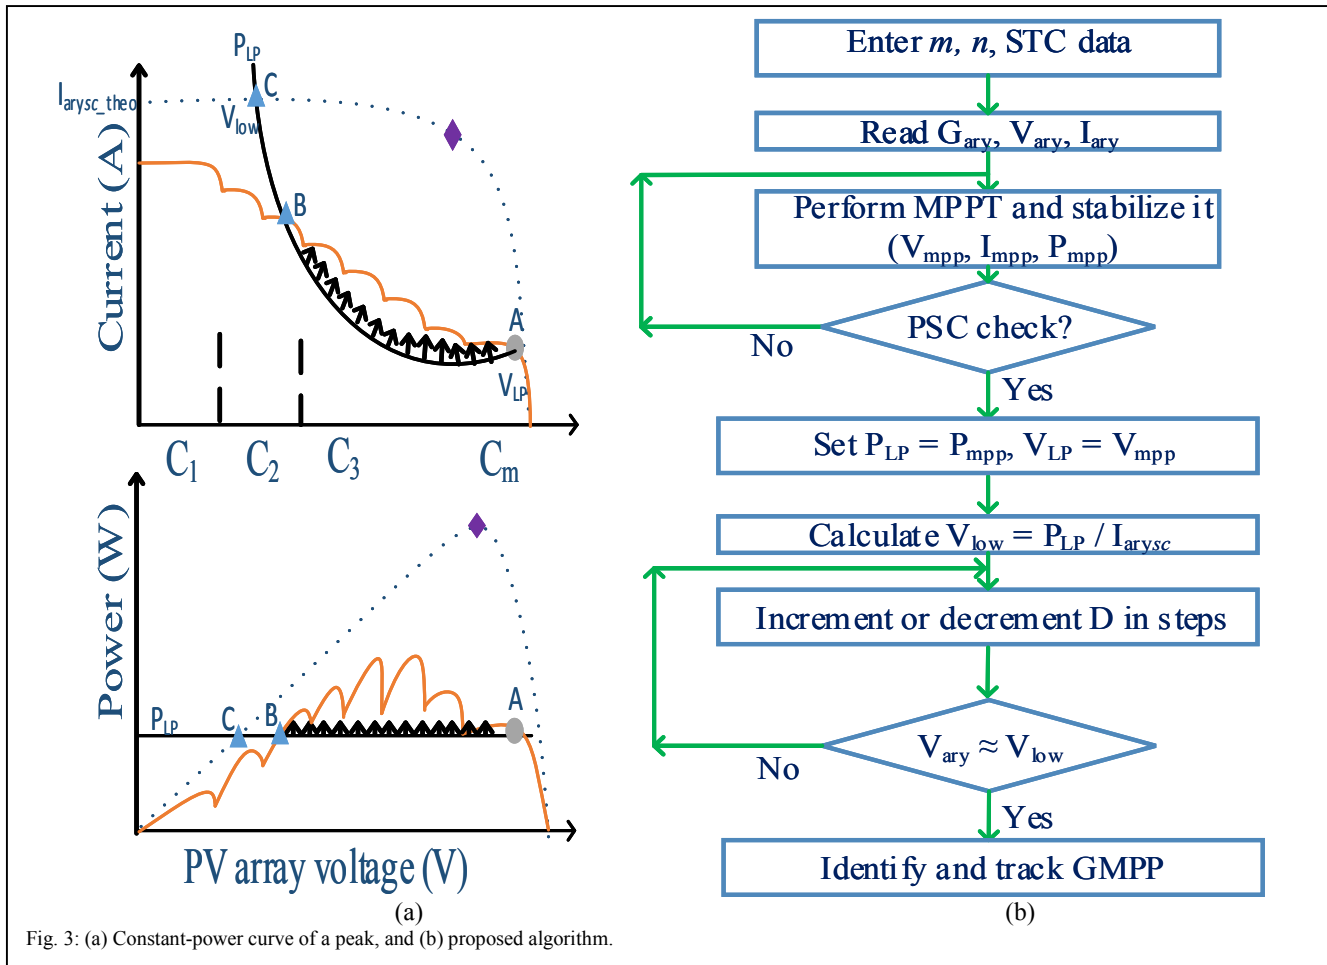 P_LP
C
I_arysc_theo
V_low
B
A
V_LP
Current (A)
C_1
C_2
C_3
C_m
Power (W)
P_LP
C
B
A
PV array voltage (V)
(a)
Enter m, n, STC data
Read G_ary, V_ary, I_ary
Perform MPPT and stabilize it
(V_mpp, I_mpp, P_mpp)
PSC check?
No
Yes
Set P_LP = P_mpp, V_LP = V_mpp
Calculate V_low = P_LP / I_arysc
Increment or decrement D in steps
V_ary ≈ V_low
No
Yes
Identify and track GMPP
(b)
Fig. 3: (a) Constant-power curve of a peak, and (b) proposed algorithm.